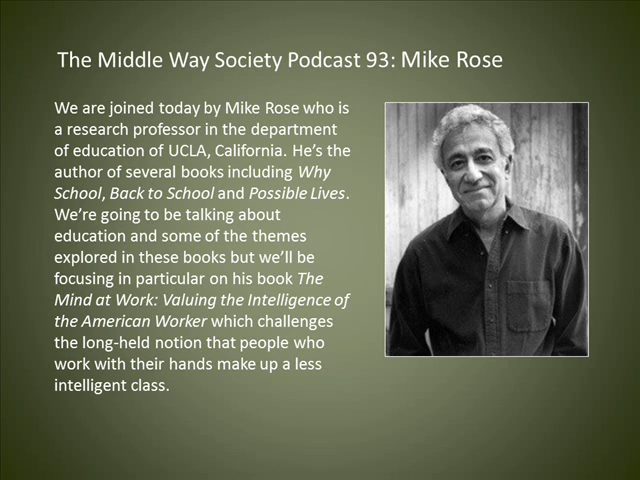 The Middle Way Society Podcast 93: Mike Rose
We are joined today by Mike Rose who is
a research professor in the department
of education of UCLA, California. He’s the
author of several books including Why
School, Back to School and Possible Lives.
We’re going to be talking about
education and some of the themes
explored in these books but we’ll be
focusing in particular on his book The
Mind at Work: Valuing the Intelligence of
the American Worker which challenges
the long-held notion that people who
work with their hands make up a less
intelligent class.